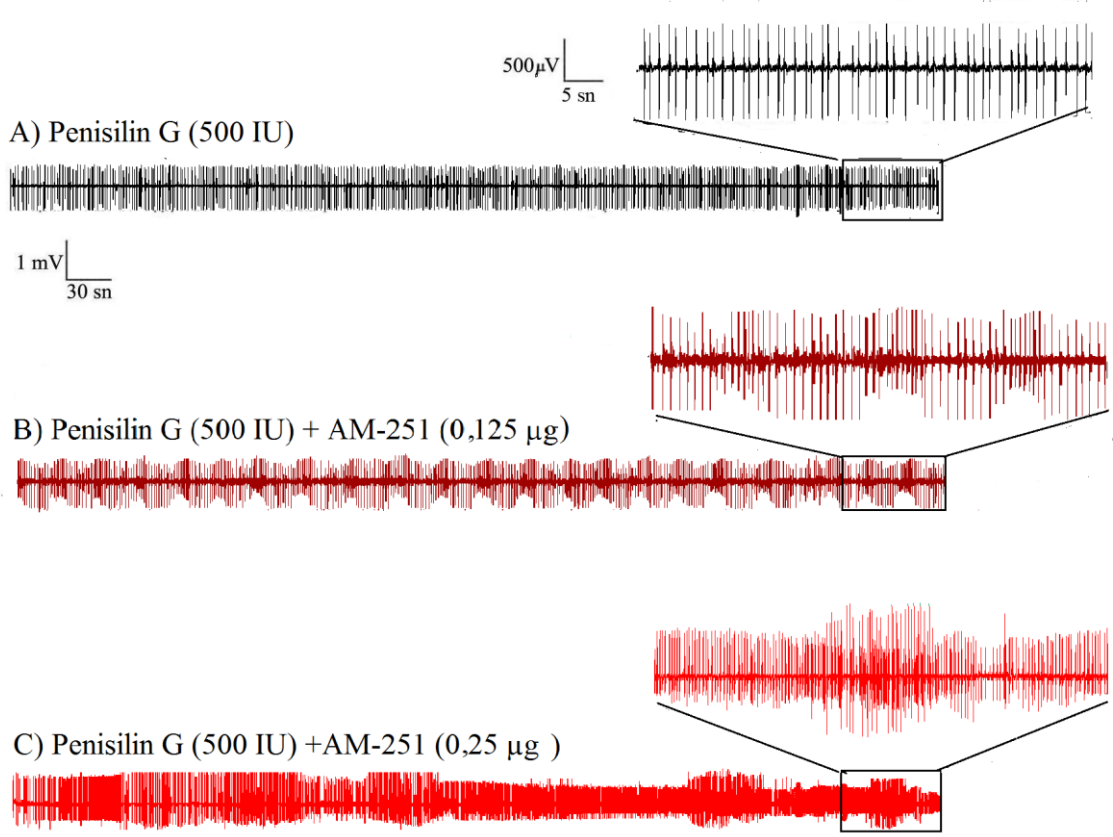 500µV
5 sn
A) Penisilin G (500 IU)
1 mV
30 sn
B) Penisilin G (500 IU) + AM-251 (0,125 µg)
C) Penisilin G (500 IU) +AM-251 (0,25 µg )